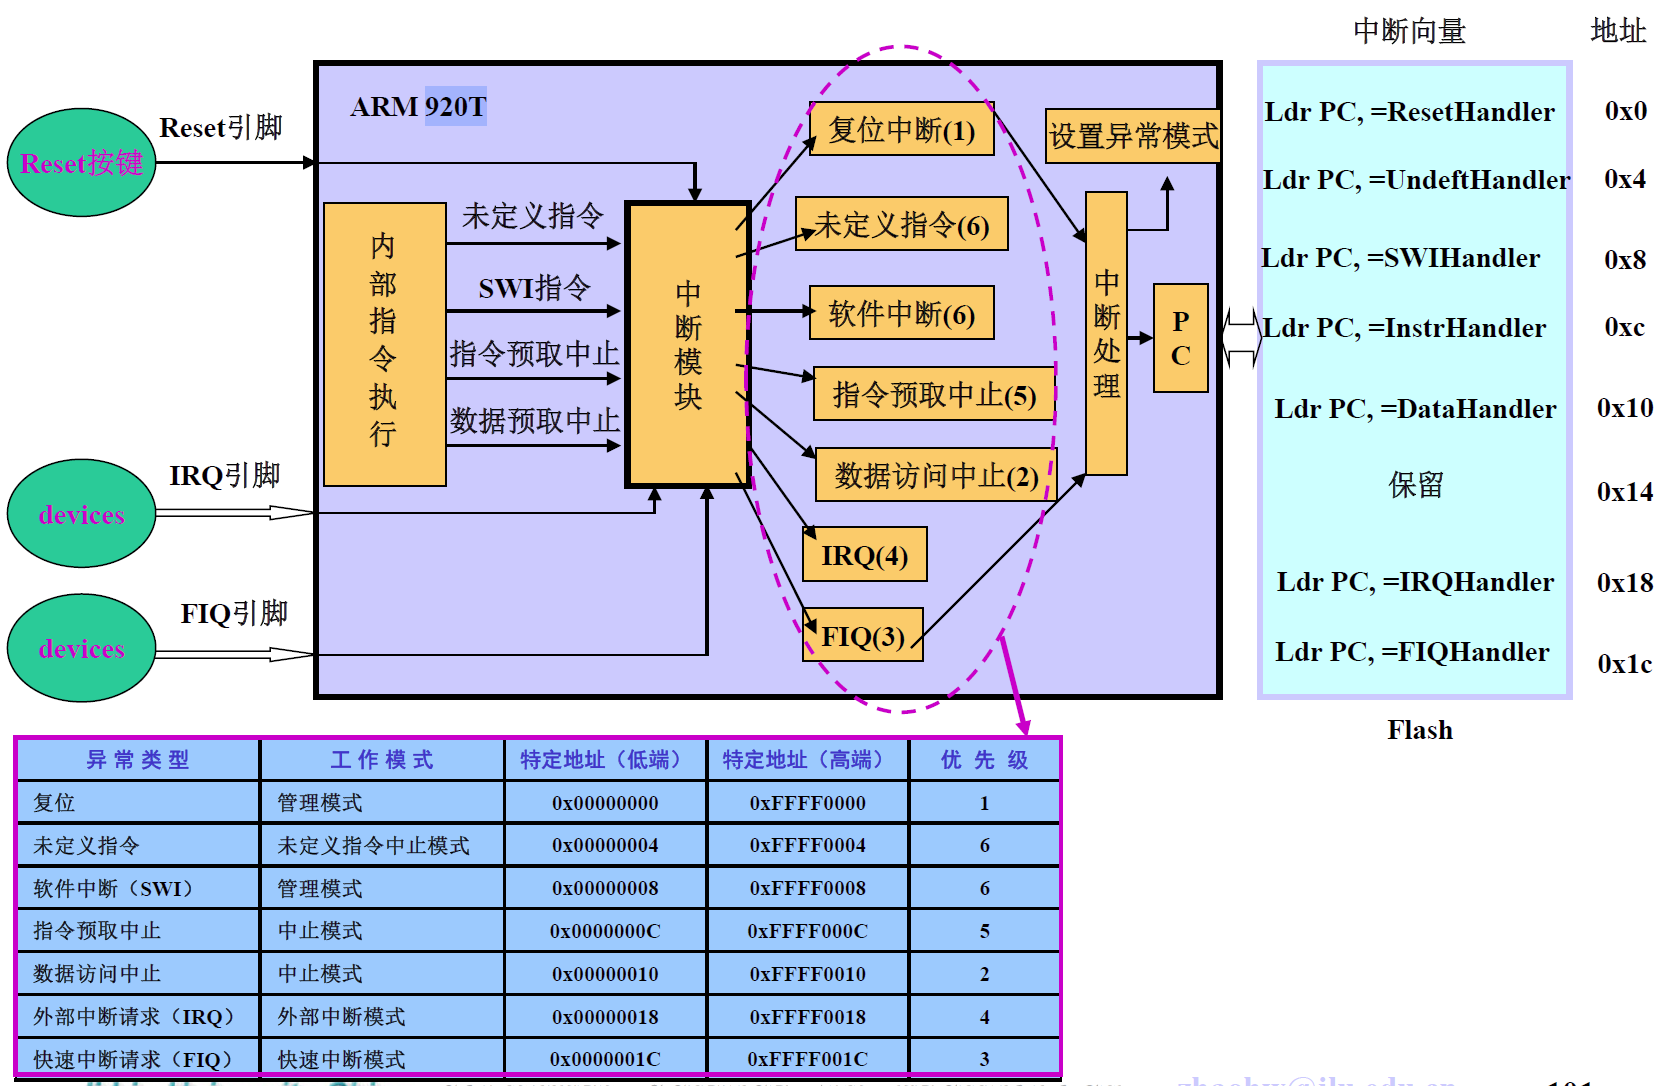 中断向量 地址
ARM 920T
Reset按键
Reset引脚
内部指令执行
未定义指令
SWI指令
指令预取中止
数据预取中止
devices
IRQ引脚
devices
FIQ引脚
中断模块
复位中断(1)
未定义指令(6)
软件中断(6)
指令预取中止(5)
数据访问中止(2)
IRQ(4)
FIQ(3)
设置异常模式
中断处理
PC
Ldr PC, =ResetHandler 0x0
Ldr PC, =UndeftHandler 0x4
Ldr PC, =SWIHandler 0x8
Ldr PC, =InstrHandler 0xc
Ldr PC, =DataHandler 0x10
保留 0x14
Ldr PC, =IRQHandler 0x18
Ldr PC, =FIQHandler 0x1c
Flash
异常类型 工作模式 特定地址（低端） 特定地址（高端） 优先级
复位 管理模式 0x00000000 0xFFFF0000 1
未定义指令 未定义指令中止模式 0x00000004 0xFFFF0004 6
软件中断（SWI） 管理模式 0x00000008 0xFFFF0008 6
指令预取中止 中止模式 0x0000000C 0xFFFF000C 5
数据访问中止 中止模式 0x00000010 0xFFFF0010 2
外部中断请求（IRQ） 外部中断模式 0x00000018 0xFFFF0018 4
快速中断请求（FIQ） 快速中断模式 0x0000001C 0xFFFF001C 3